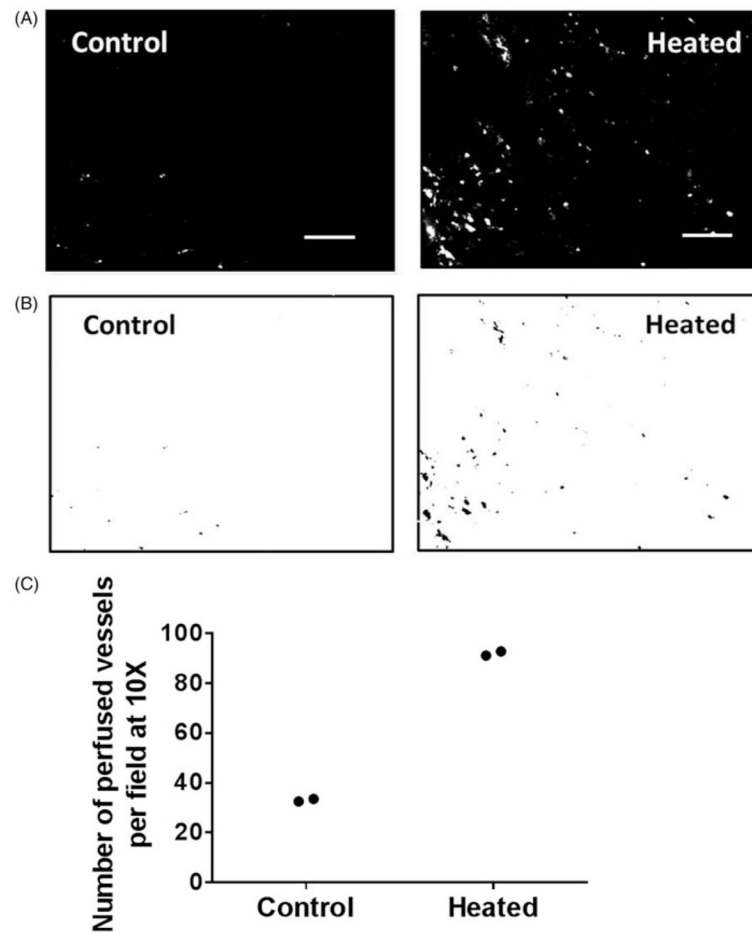 (A)
Control
Heated
(B)
Control
Heated
(C)
Number of perfused vessels
per field at 10X
100
80
60
40
20
0
Control
Heated